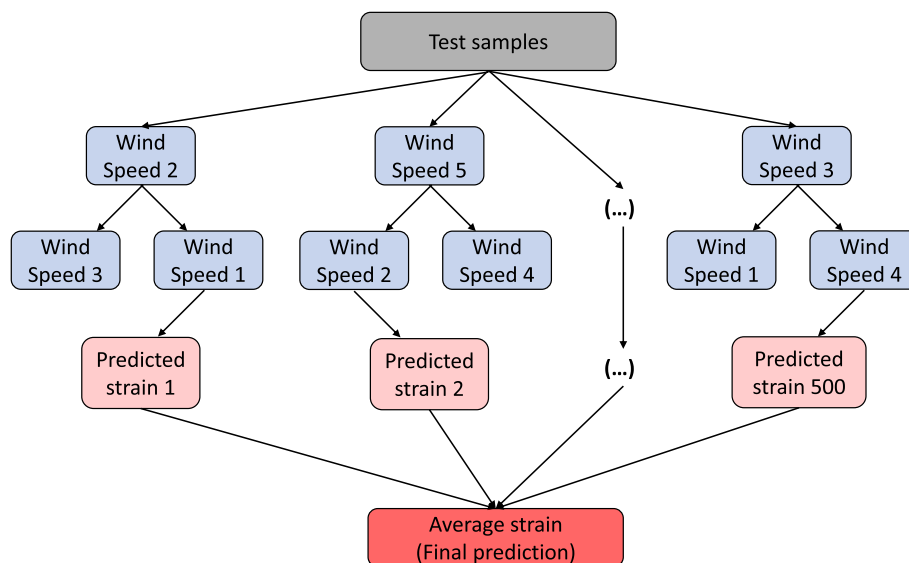 Test samples
Wind
Speed 2
Wind
Speed 5
Wind
Speed 3
(...)
Wind
Speed 3
Wind
Speed 1
Wind
Speed 2
Wind
Speed 4
Wind
Speed 1
Wind
Speed 4
Predicted
strain 1
Predicted
strain 2
(...)
Predicted
strain 500
Average strain
(Final prediction)